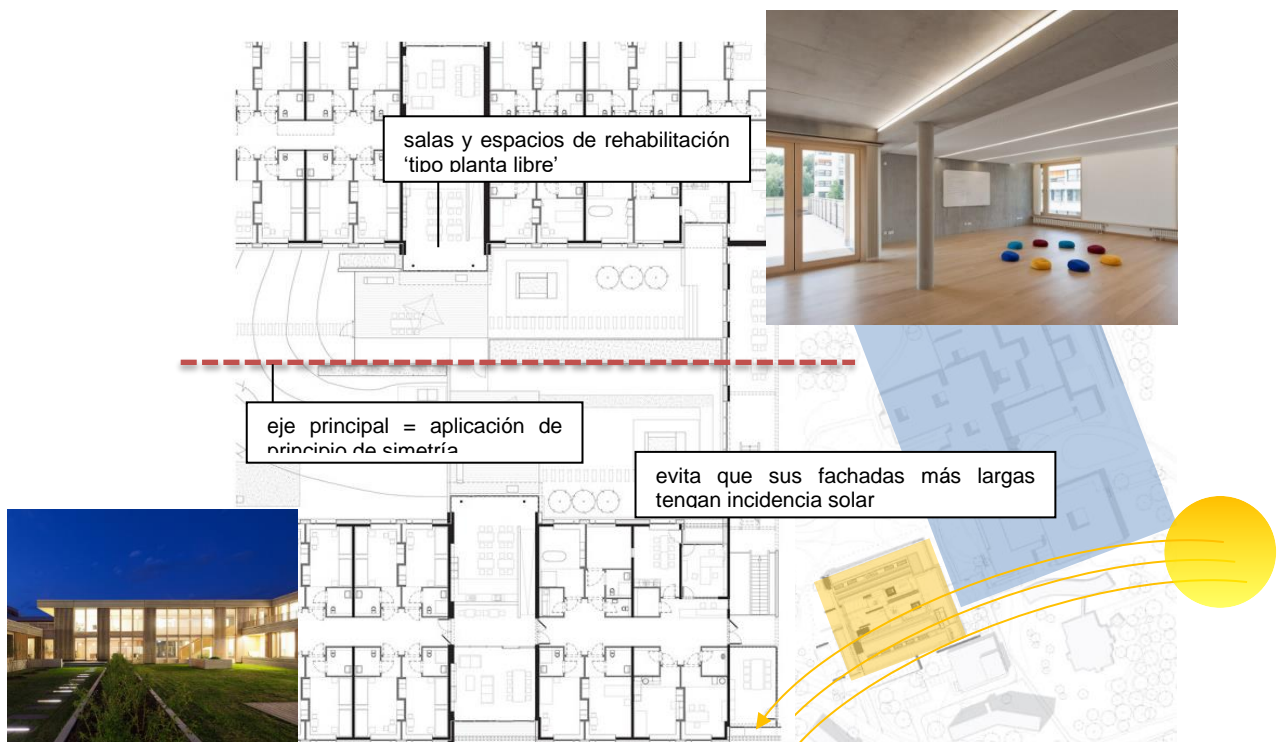 salas y espacios de rehabilitación
‘tipo planta libre’
eje principal = aplicación de
principio de simetría
evita que sus fachadas más largas
tengan incidencia solar